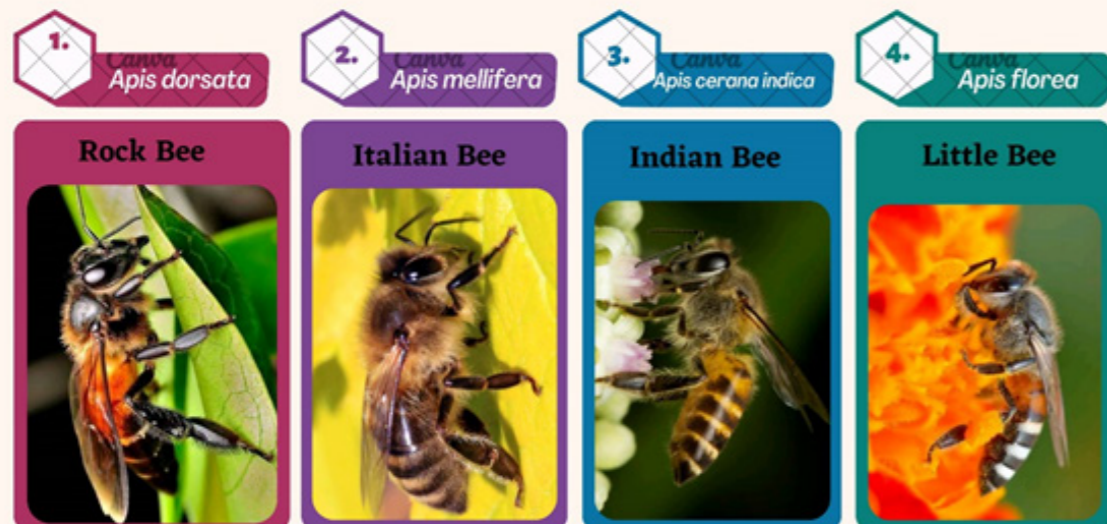 1.
Canva
Apis dorsata
2.
Apis mellifera
3.
Canva
Apis cerana indica
4.
Canva
Apis florea
Rock Bee
Italian Bee
Indian Bee
Little Bee